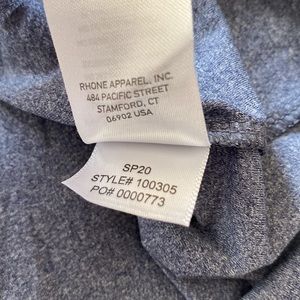 RHONE APPAREL, INC.
484 PACIFIC STREET
STAMFORD, CT
06902 USA
SP20
STYLE# 100305
PO# 0000773